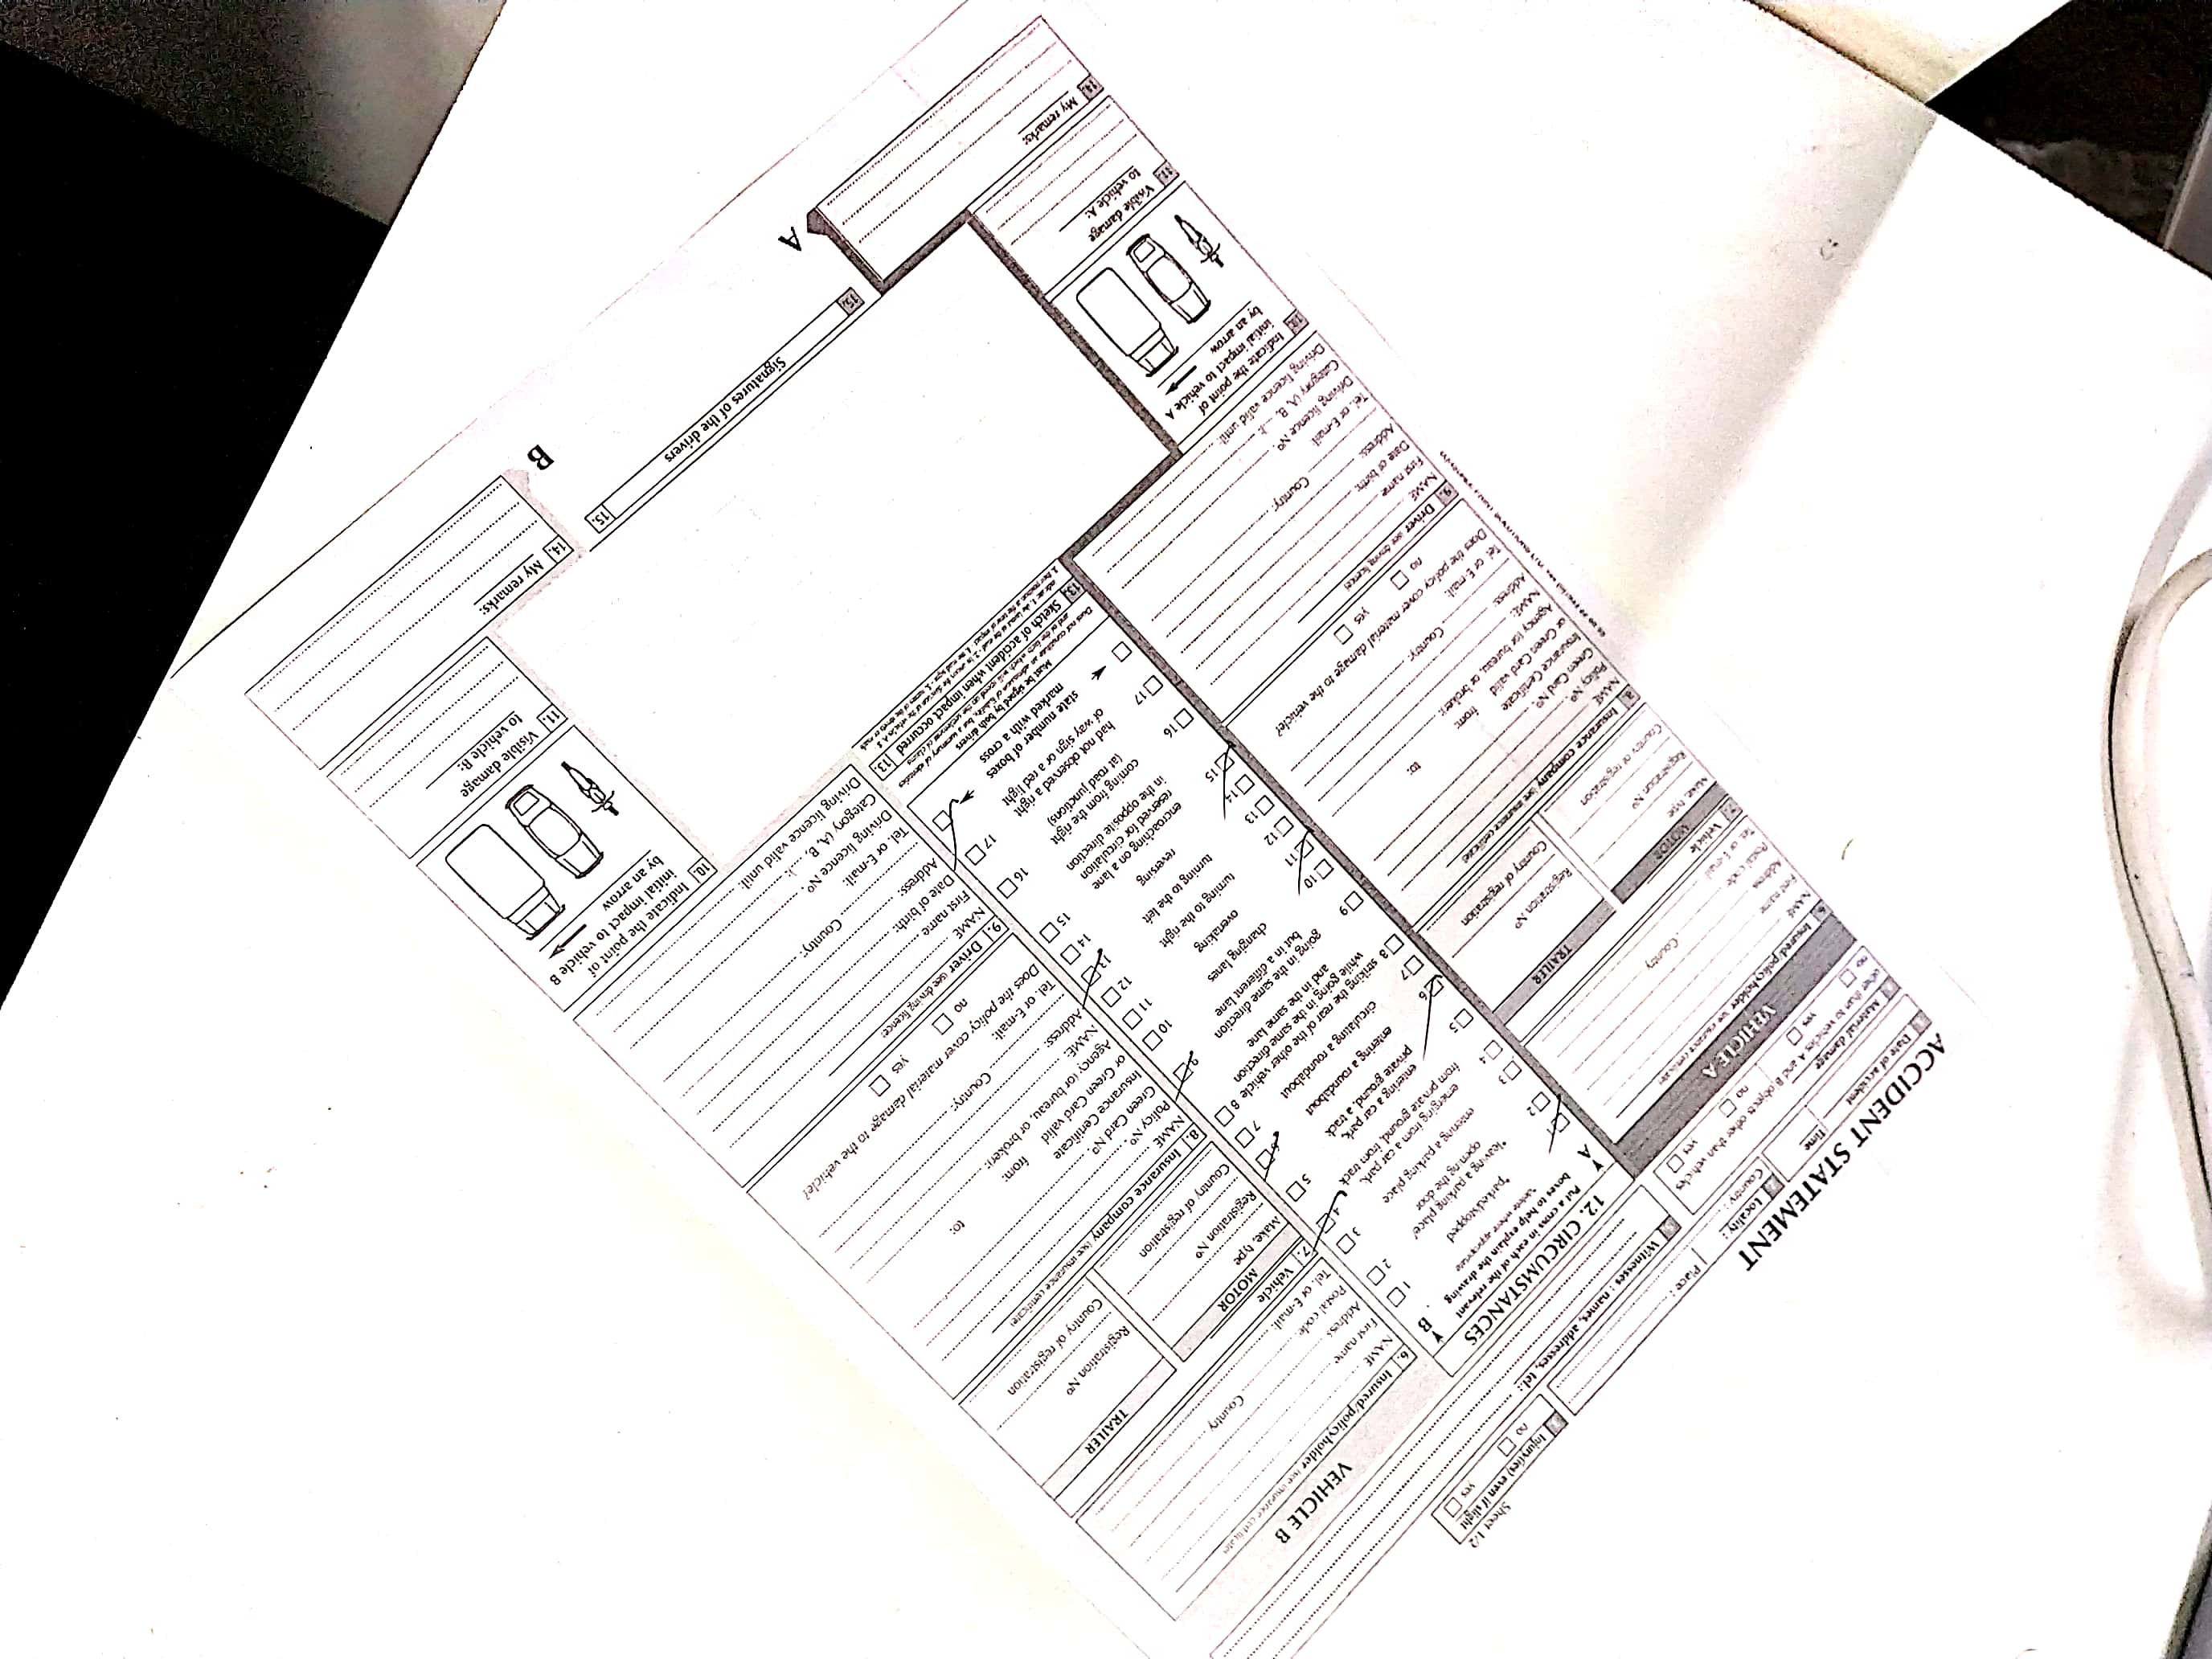 ACCIDENT STATEMENT
Sheet 1/2
1. Date of accident
Time
2. Locality:
Country:
Place:
3. Injury(ies) even if slight
no
yes
4. Material damage
other than to vehicles A and B
no
yes
objects other than vehicles
no
yes
5. Witnesses: names, addresses, tel.:
VEHICLE A
6. Insured/policyholder (see insurance certificate)
NAME
First name
Address
Postal code
Country
Tel. or E-mail
7. Vehicle
MOTOR
Make, type
Registration Nº
Country of registration
TRAILER
Registration Nº
Country of registration
8. Insurance company (see insurance certificate)
NAME
Policy Nº
Green Card Nº
Insurance Certificate
or Green Card valid
from:
to:
Agency (or bureau, or broker):
NAME:
Address:
Country:
Tel. or E-mail:
Does the policy cover material damage to the vehicle?
no
yes
9. Driver (see driving licence)
NAME
First name
Date of birth:
Address:
Country:
Tel. or E-mail:
Driving licence Nº
Category (A, B, ...):
Driving licence valid until:
10. Indicate the point of
initial impact to vehicle A
by an arrow
11. Visible damage
to vehicle A:
14. My remarks:
12. CIRCUMSTANCES
Put a cross in each of the relevant
boxes to help explain the drawing
*delete where appropriate
A
B
1
*parked/stopped
1
2
*leaving a parking place/
opening the door
2
3
entering a parking place
3
4
emerging from a car park,
from private ground, from track
4
5
entering a car park,
private ground, a track
5
6
entering a roundabout
6
7
circulating a roundabout
7
8
striking the rear of the other vehicle
while going in the same direction
and in the same lane
8
9
going in the same direction
but in a different lane
9
10
changing lanes
10
11
overtaking
11
12
turning to the right
12
13
turning to the left
13
14
reversing
14
15
encroaching on a lane
reserved for circulation
in the opposite direction
15
16
coming from the right
(at road junctions)
16
17
had not observed a right
of way sign or a red light
17
state number of boxes
marked with a cross
Must be signed by both drivers
13. Sketch of accident when impact occurred 13.
15. Signatures of the drivers 15.
A
B
VEHICLE B
6. Insured/policyholder (see insurance certificate)
NAME
First name
Address
Postal code
Country
Tel. or E-mail:
7. Vehicle
MOTOR
Make, type
Registration Nº
Country of registration
TRAILER
Registration Nº
Country of registration
8. Insurance company (see insurance certificate)
NAME
Policy Nº
Green Card Nº
Insurance Certificate
or Green Card valid
from:
to:
Agency (or bureau, or broker):
NAME:
Address:
Country:
Tel. or E-mail:
Does the policy cover material damage to the vehicle?
no
yes
9. Driver (see driving licence)
NAME
First name
Date of birth:
Address:
Country:
Tel. or E-mail:
Driving licence Nº
Category (A, B, ...):
Driving licence valid until:
10. Indicate the point of
initial impact to vehicle B
by an arrow
11. Visible damage
to vehicle B:
14. My remarks: